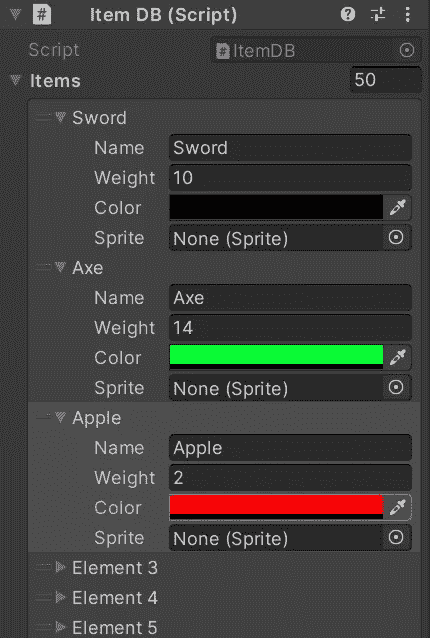 # Item DB (Script)
Script # ItemDB
Items 50
Sword
Name Sword
Weight 10
Color
Sprite None (Sprite)
Axe
Name Axe
Weight 14
Color
Sprite None (Sprite)
Apple
Name Apple
Weight 2
Color
Sprite None (Sprite)
Element 3
Element 4
Element 5